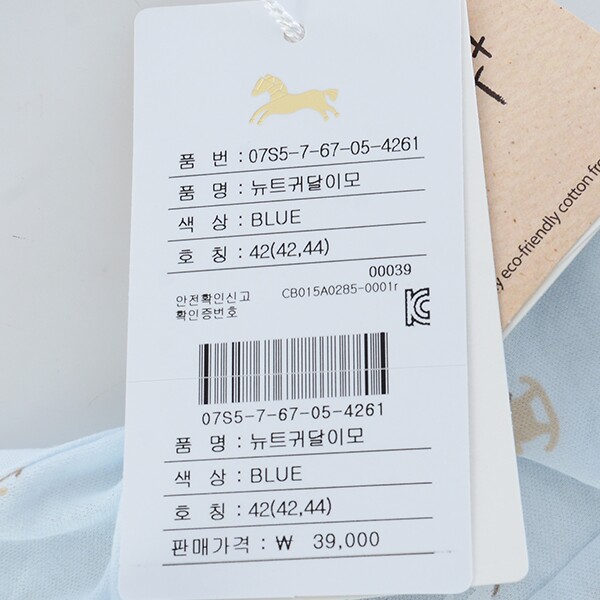 품 번 : 07S5-7-67-05-4261
품 명 : 뉴트귀달이모
색 상 : BLUE
호 칭 : 42(42,44)
00039
안전확인신고 CB015A0285-0001r
확인증번호
07S5-7-67-05-4261
품 명 : 뉴트귀달이모
색 상 : BLUE
호 칭 : 42(42,44)
판매가격 : ₩ 39,000
eco-friendly cotton